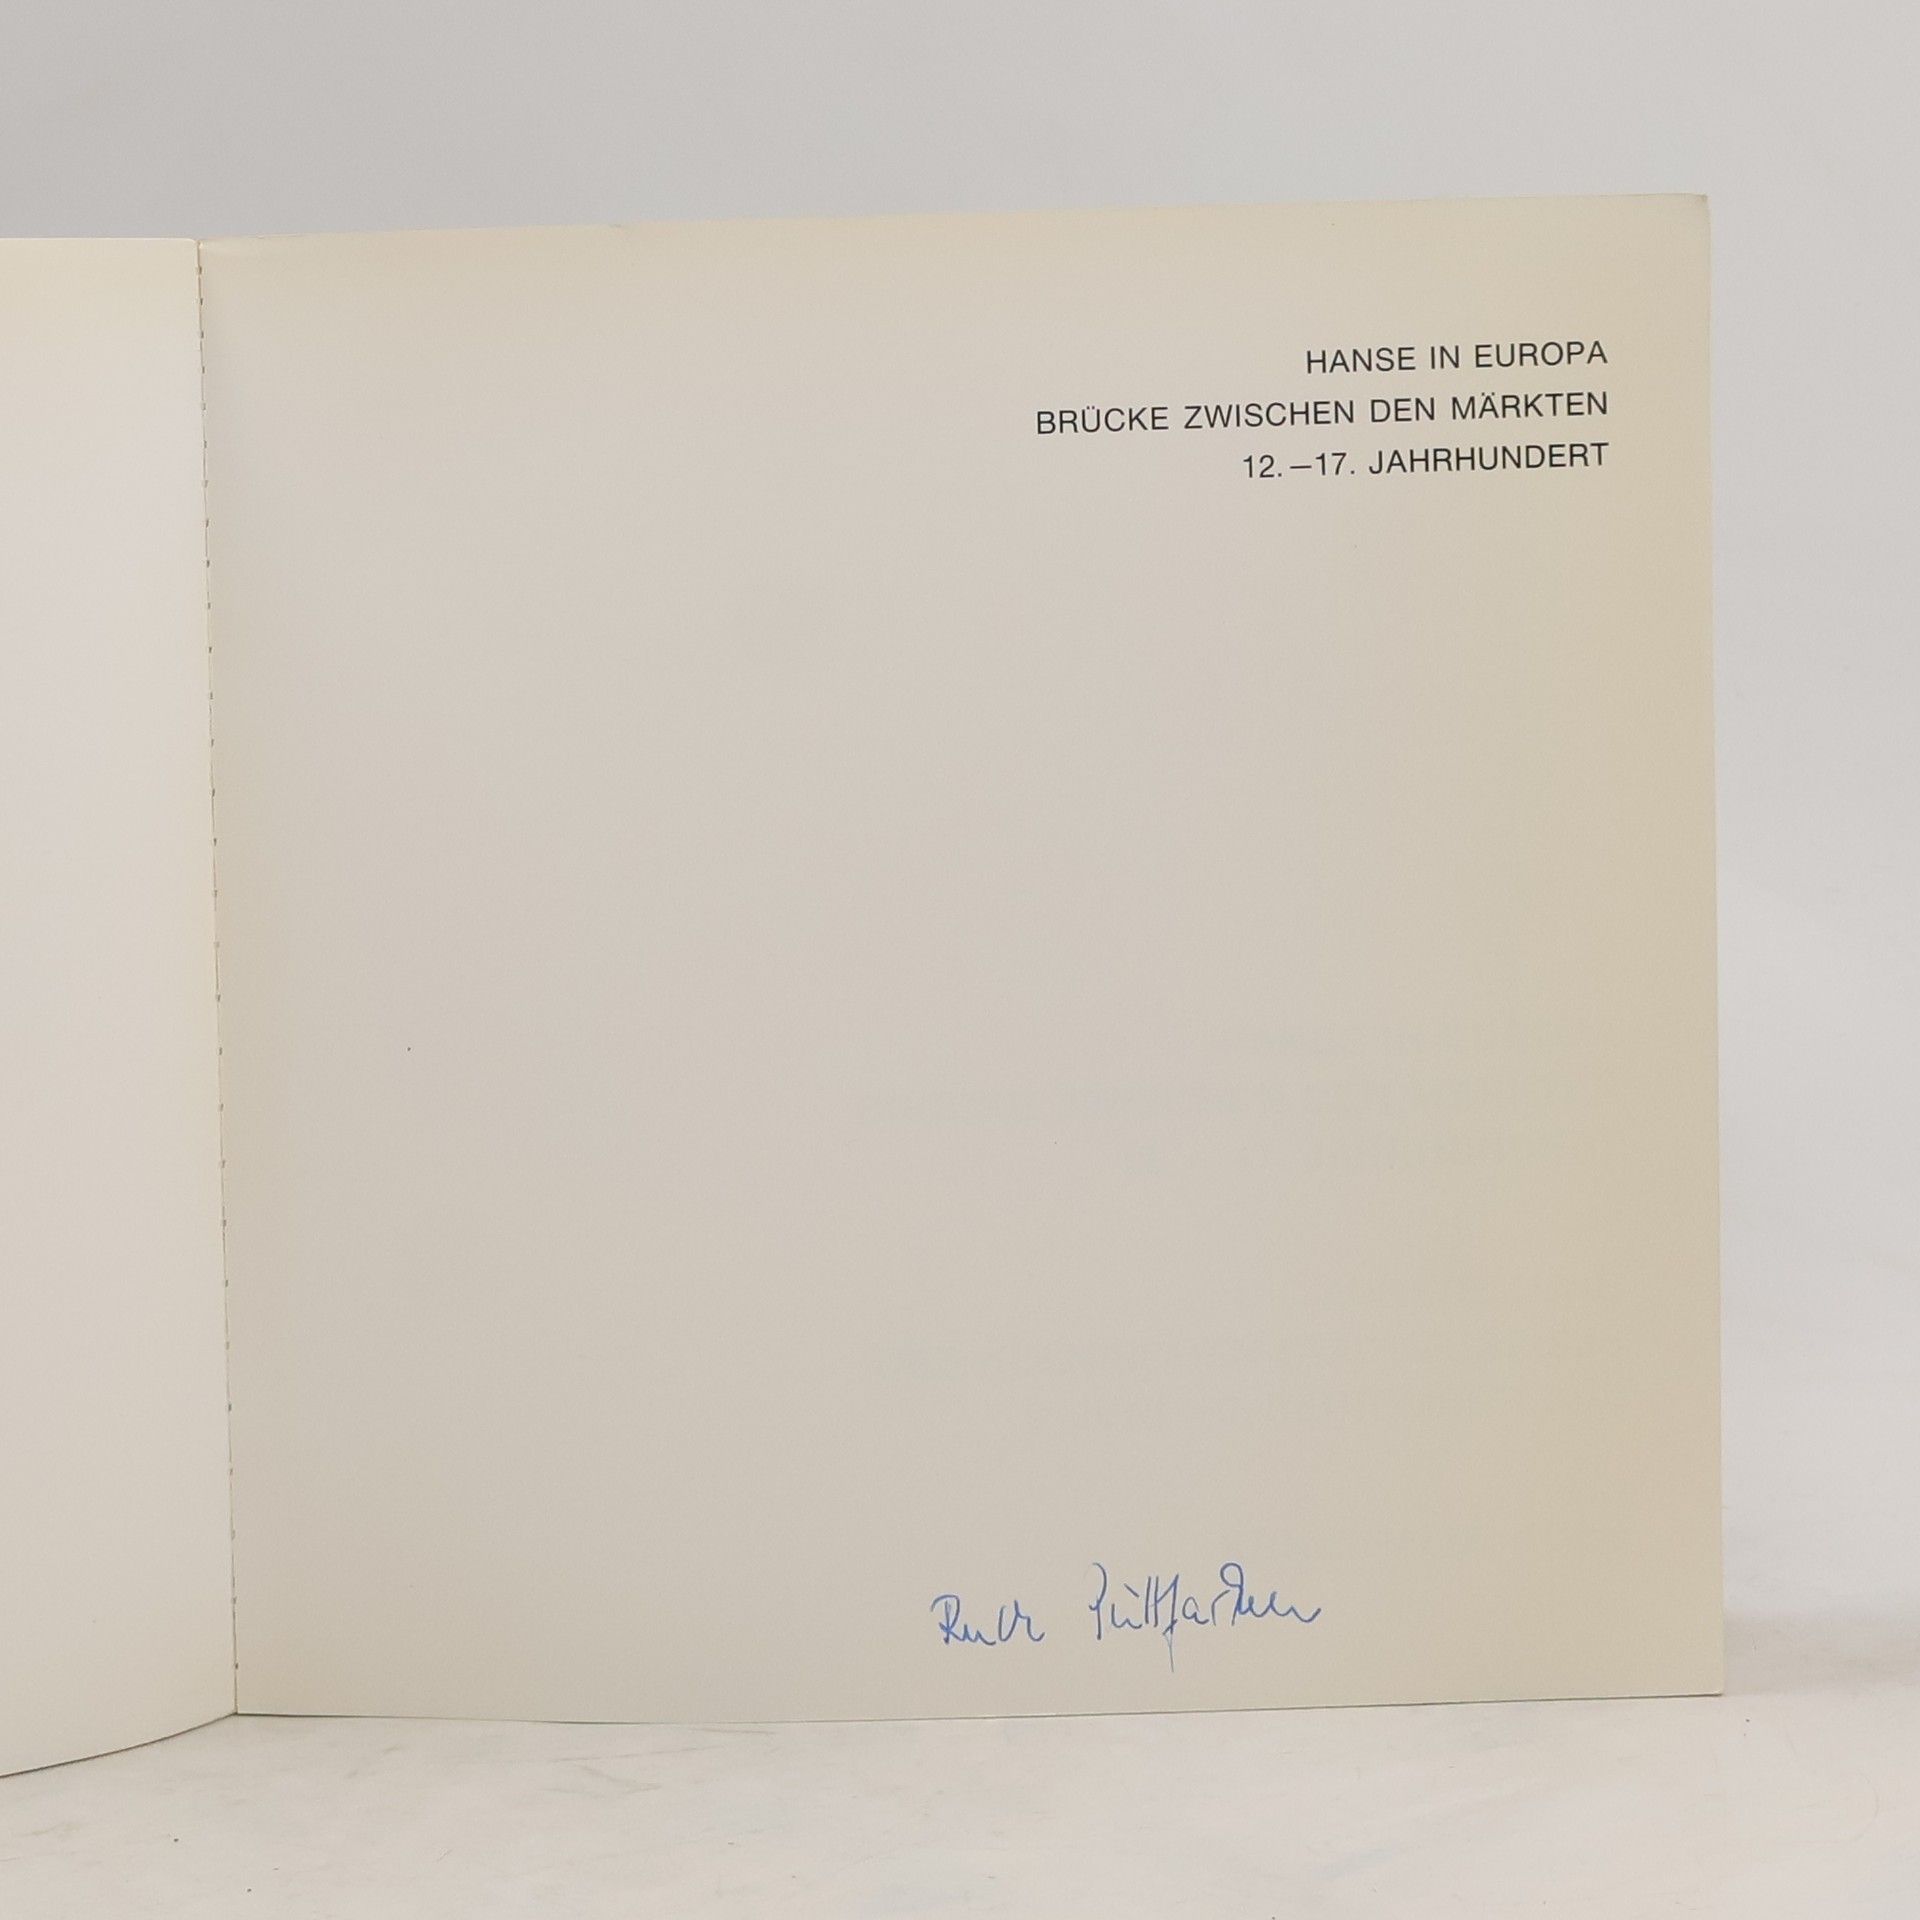 HANSE IN EUROPA
BRÜCKE ZWISCHEN DEN MÄRKTEN
12.–17. JAHRHUNDERT